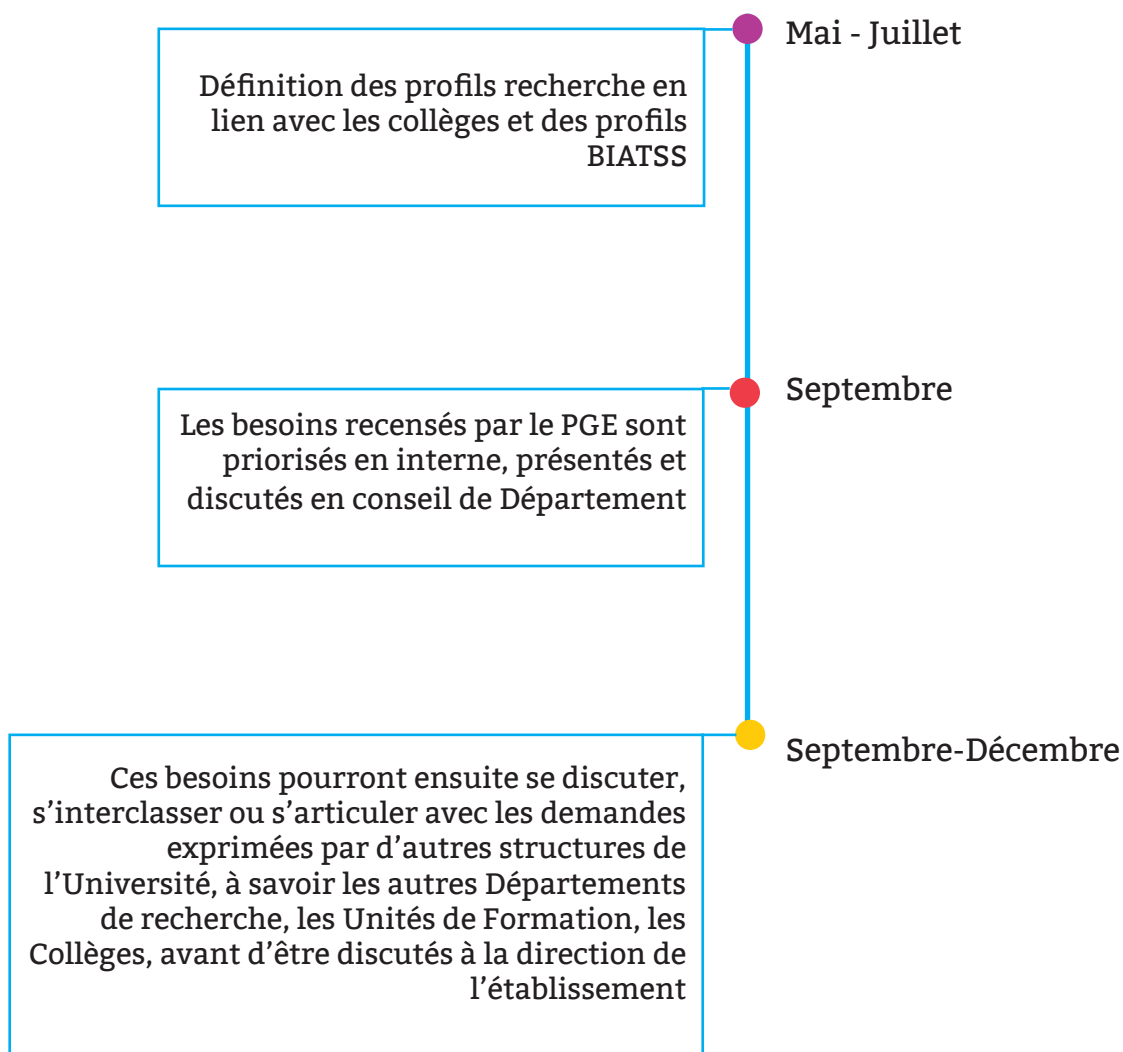 Mai - Juillet
Définition des profils recherche en
lien avec les collèges et des profils
BIATSS
Septembre
Les besoins recensés par le PGE sont
priorisés en interne, présentés et
discutés en conseil de Département
Septembre-Décembre
Ces besoins pourront ensuite se discuter,
s’interclasser ou s’articuler avec les demandes
exprimées par d’autres structures de
l’Université, à savoir les autres Départements
de recherche, les Unités de Formation, les
Collèges, avant d’être discutés à la direction de
l’établissement